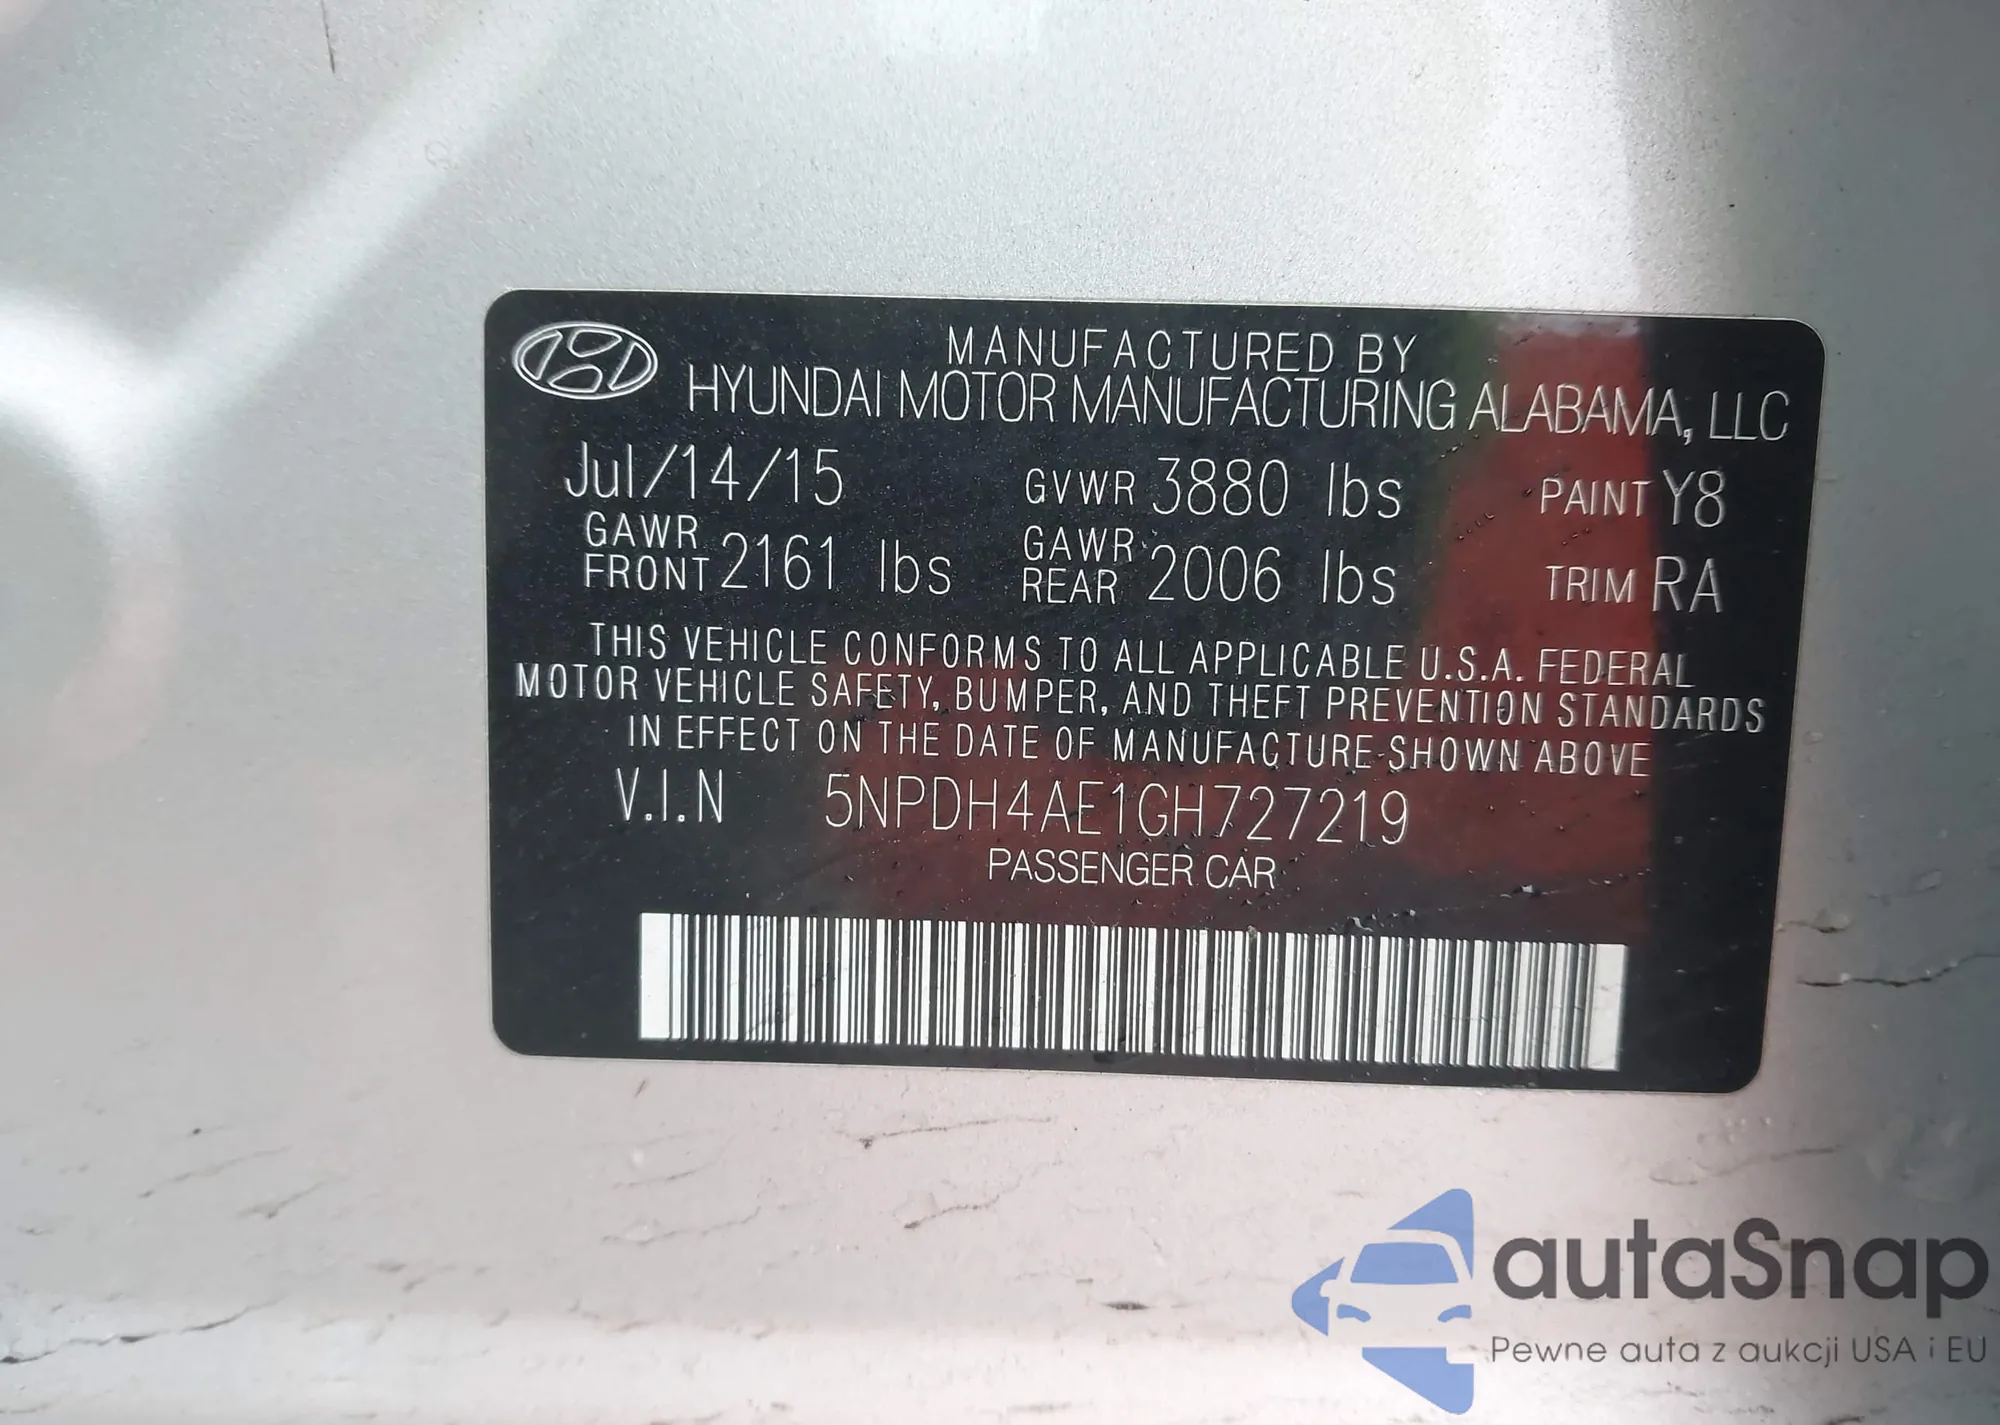 MANUFACTURED BY
HYUNDAI MOTOR MANUFACTURING ALABAMA, LLC
Jul/14/15 GVWR 3880 lbs PAINT Y8
GAWR FRONT 2161 lbs GAWR REAR 2006 lbs TRIM RA
THIS VEHICLE CONFORMS TO ALL APPLICABLE U.S.A. FEDERAL
MOTOR VEHICLE SAFETY, BUMPER, AND THEFT PREVENTION STANDARDS
IN EFFECT ON THE DATE OF MANUFACTURE SHOWN ABOVE
V.I.N 5NPDH4AE1GH727219
PASSENGER CAR
autaSnap
Pewne auta z aukcji USA i EU